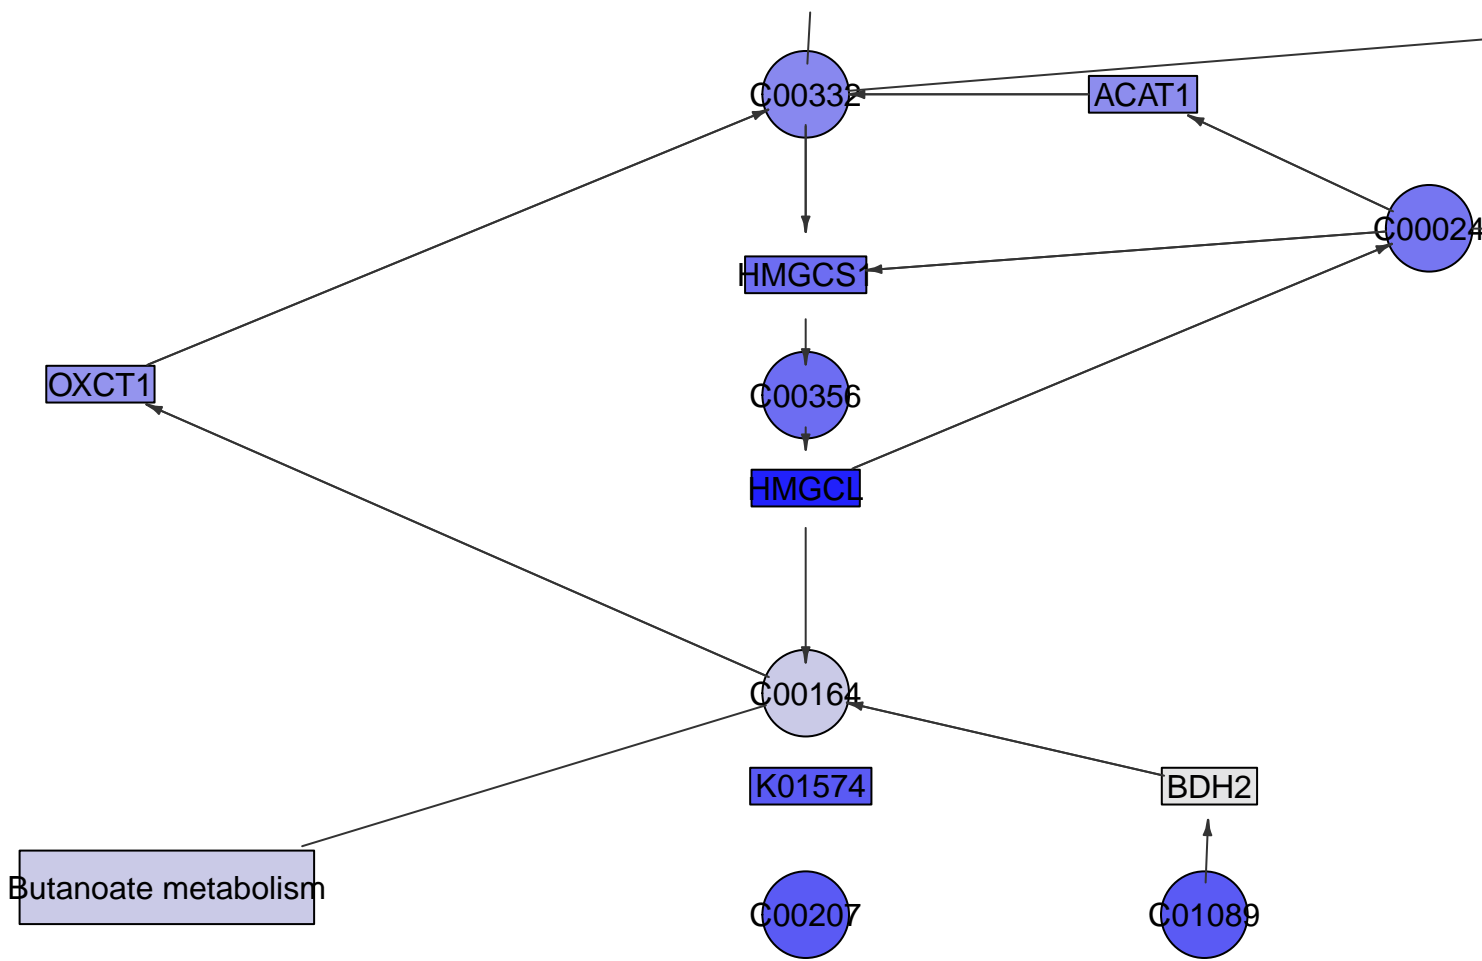 C00332
ACAT1
C00024
HMGCS1
OXCT1
C00356
HMGCL
C00164
K01574
BDH2
Butanoate metabolism
C00207
C01089